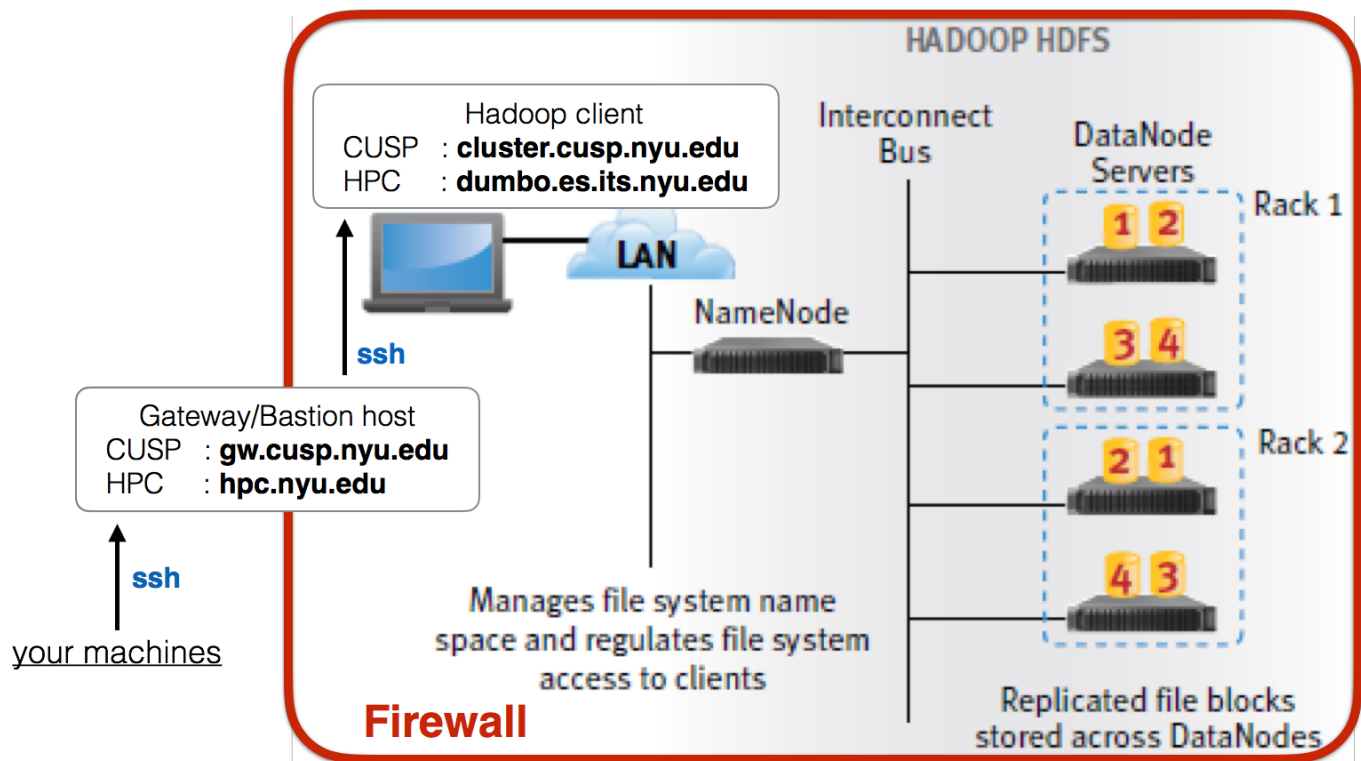 HADOOP HDFS
Hadoop client
CUSP : cluster.cusp.nyu.edu
HPC : dumbo.es.its.nyu.edu
Interconnect
Bus
DataNode
Servers
Rack 1
1 2
LAN
NameNode
3 4
ssh
Gateway/Bastion host
CUSP : gw.cusp.nyu.edu
HPC : hpc.nyu.edu
Rack 2
2 1
4 3
ssh
your machines
Manages file system name
space and regulates file system
access to clients
Firewall
Replicated file blocks
stored across DataNodes